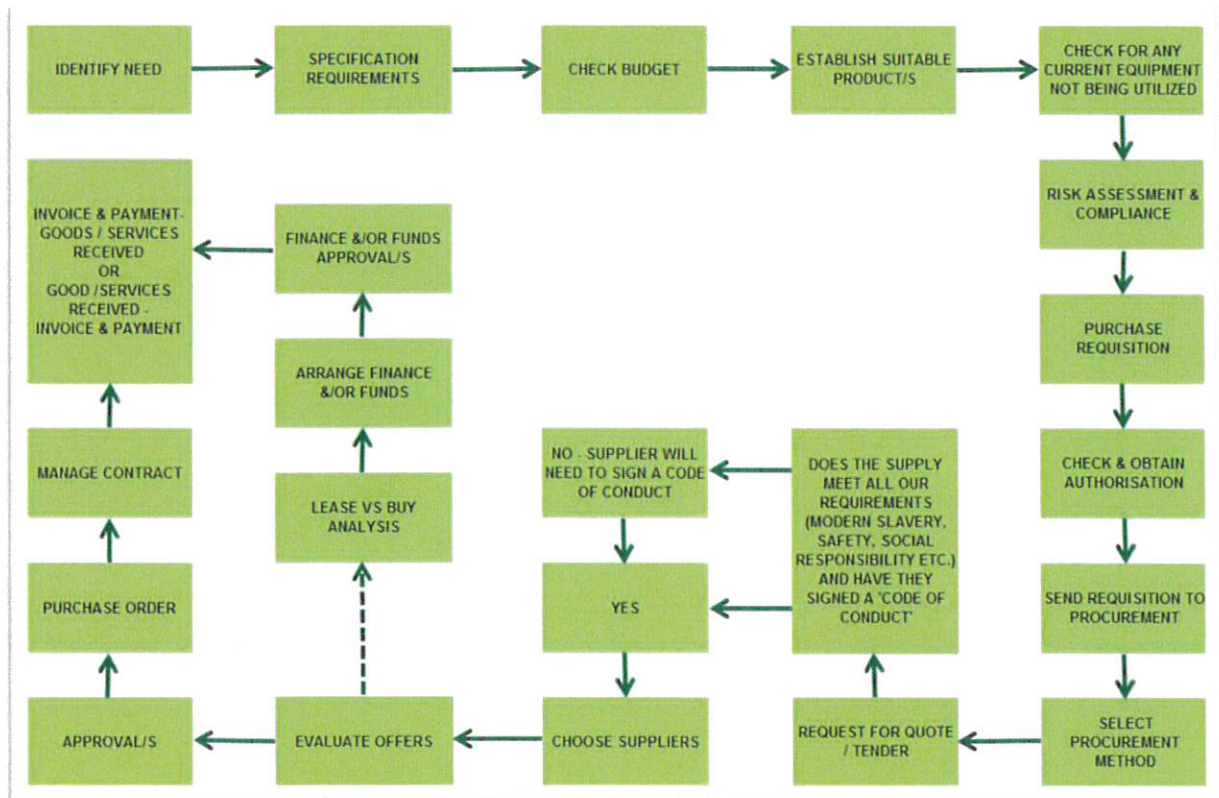 IDENTIFY NEED
SPECIFICATION
REQUIREMENTS
CHECK BUDGET
ESTABLISH SUITABLE
PRODUCT/S
CHECK FOR ANY
CURRENT EQUIPMENT
NOT BEING UTILIZED
RISK ASSESSMENT &
COMPLIANCE
PURCHASE
REQUISITION
CHECK & OBTAIN
AUTHORISATION
SEND REQUISITION TO
PROCUREMENT
SELECT
PROCUREMENT
METHOD
REQUEST FOR QUOTE
/ TENDER
DOES THE SUPPLY
MEET ALL OUR
REQUIREMENTS
(MODERN SLAVERY,
SAFETY, SOCIAL
RESPONSIBILITY ETC.)
AND HAVE THEY
SIGNED A 'CODE OF
CONDUCT'
NO - SUPPLIER WILL
NEED TO SIGN A CODE
OF CONDUCT
YES
CHOOSE SUPPLIERS
EVALUATE OFFERS
LEASE VS BUY
ANALYSIS
ARRANGE FINANCE
&/OR FUNDS
FINANCE &/OR FUNDS
APPROVAL/S
APPROVAL/S
PURCHASE ORDER
MANAGE CONTRACT
INVOICE & PAYMENT-
GOODS / SERVICES
RECEIVED
OR
GOOD /SERVICES
RECEIVED -
INVOICE & PAYMENT